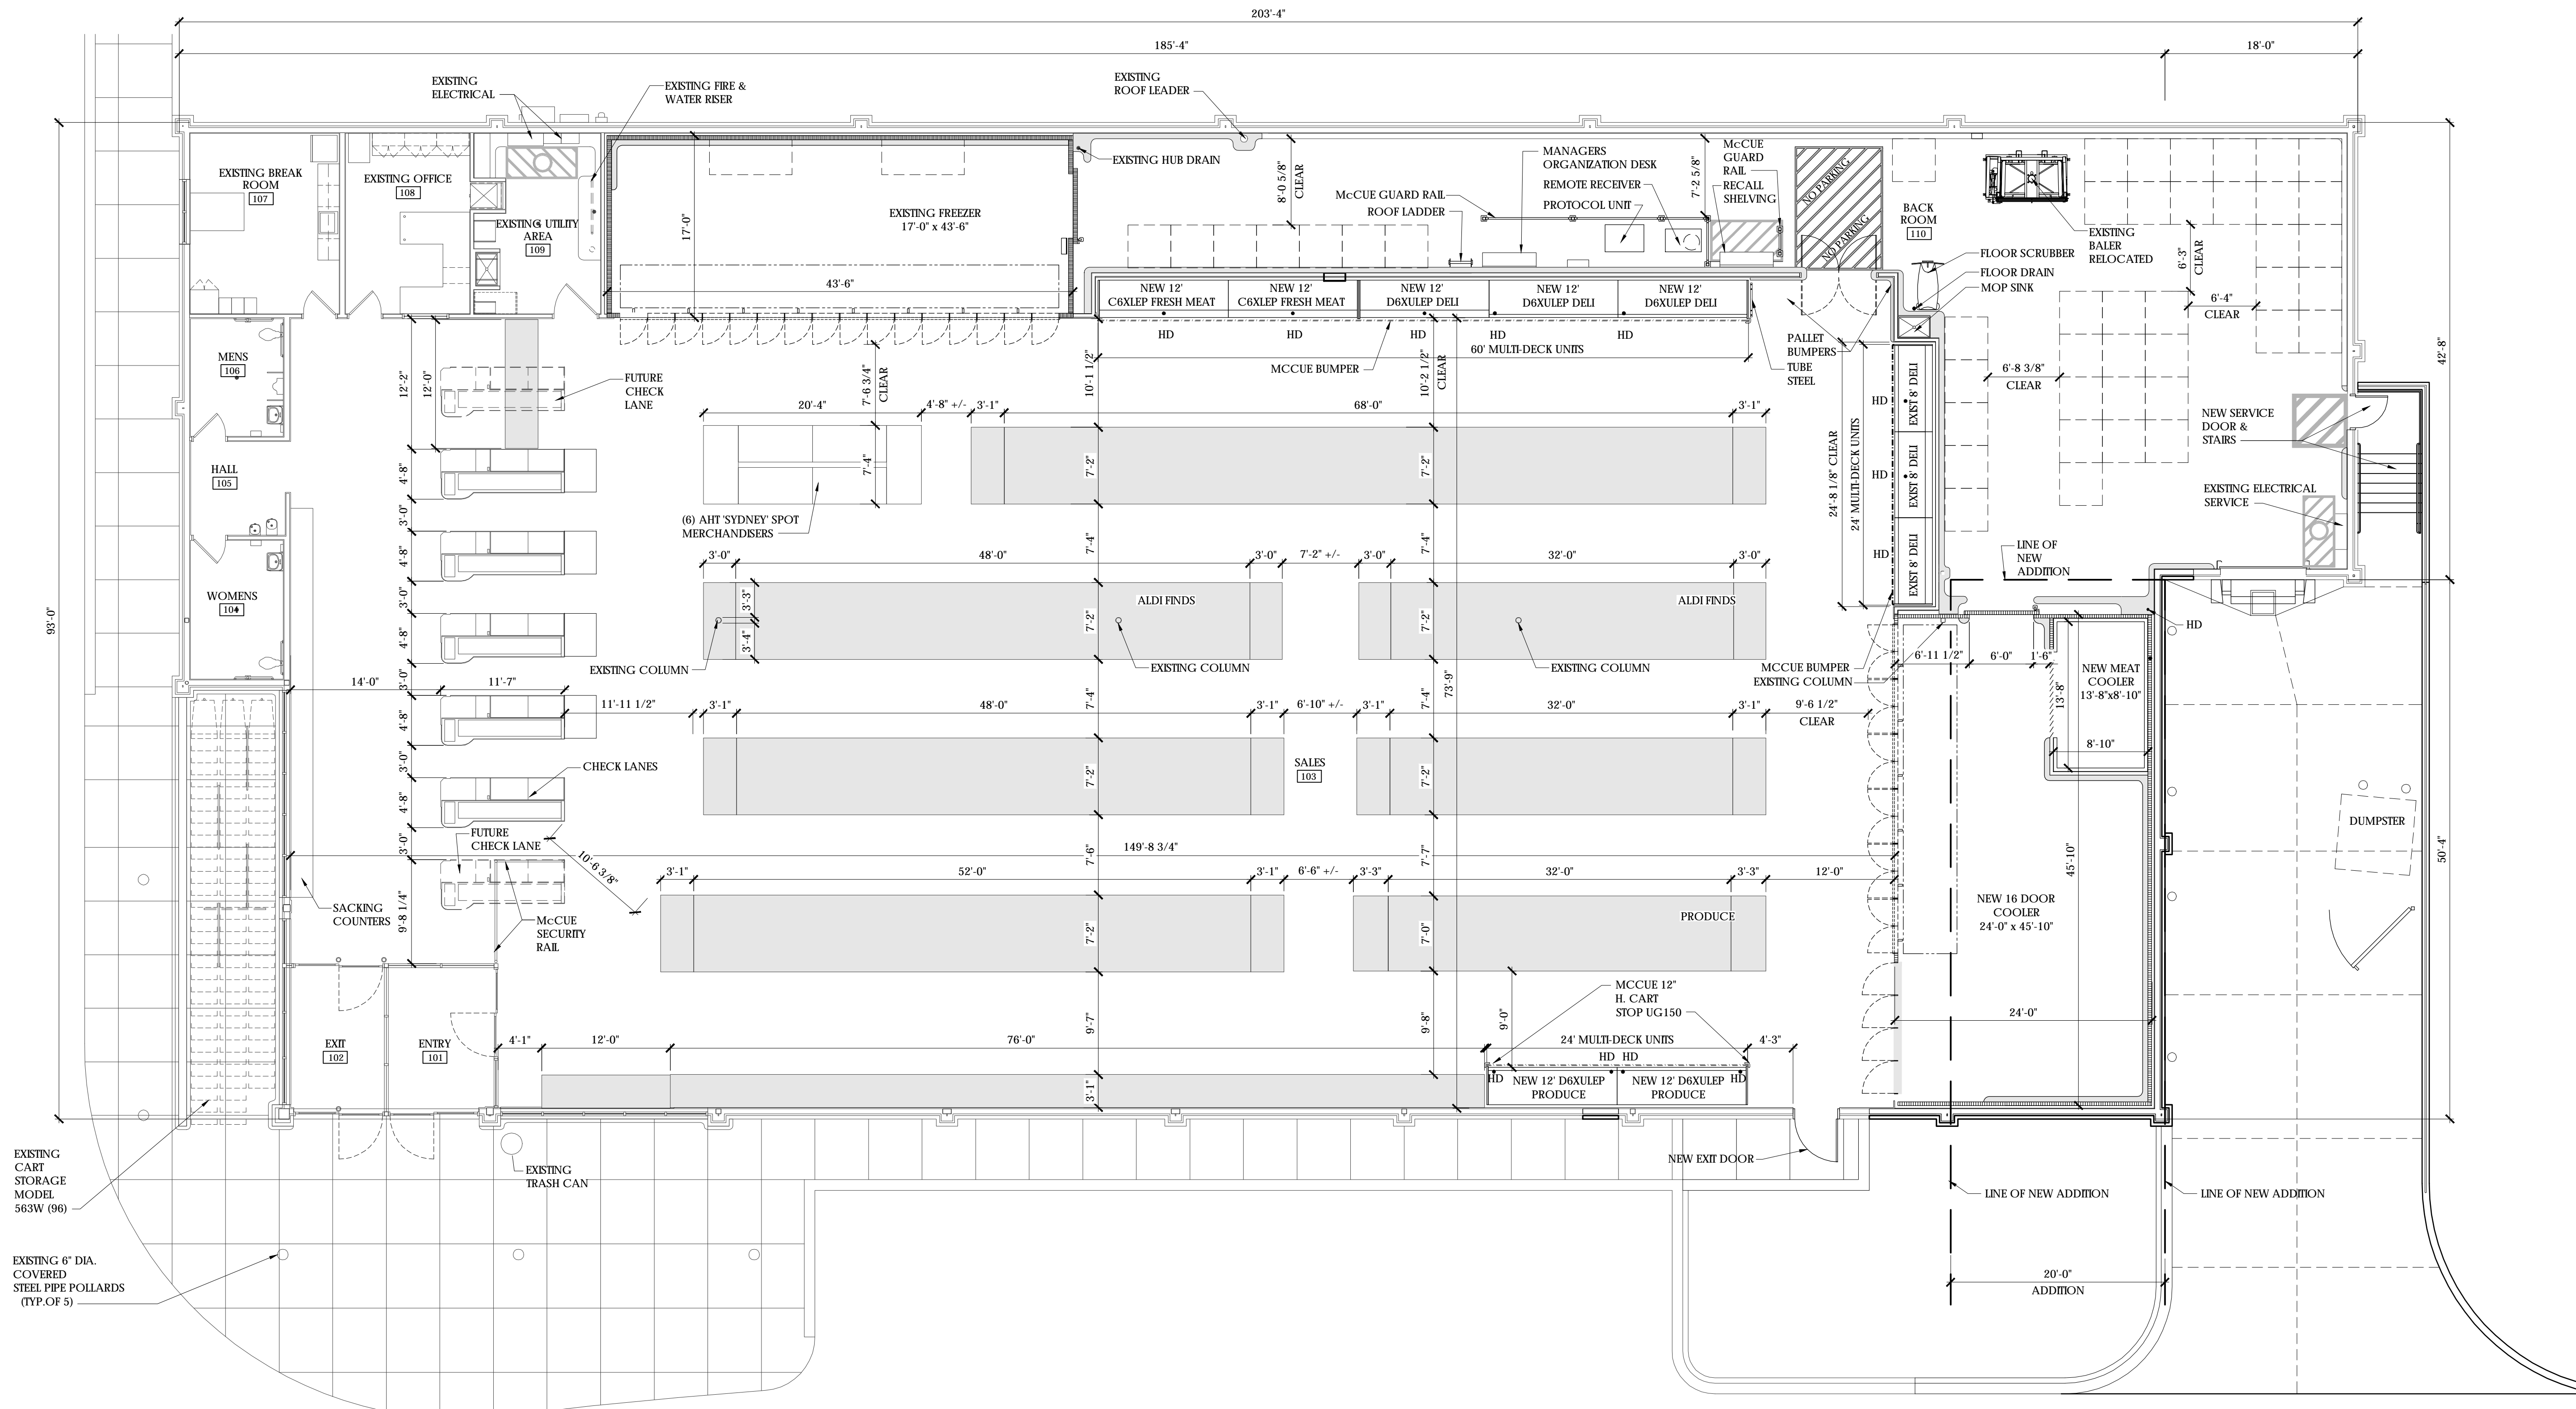 203'-4"
185'-4"
18'-0"
EXISTING
ELECTRICAL
EXISTING FIRE &
WATER RISER
EXISTING
ROOF LEADER
EXISTING BREAK
ROOM
107
EXISTING OFFICE
108
EXISTING UTILITY
AREA
109
17'-0"
EXISTING FREEZER
17'-0" x 43'-6"
43'-6"
EXISTING HUB DRAIN
8'-0 5/8"
CLEAR
McCUE GUARD RAIL
ROOF LADDER
MANAGERS
ORGANIZATION DESK
REMOTE RECEIVER
PROTOCOL UNIT
7'-2 5/8"
McCUE
GUARD
RAIL
RECALL
SHELVING
NO PARKING
NO PARKING
BACK
ROOM
110
EXISTING
BALER
RELOCATED
FLOOR SCRUBBER
FLOOR DRAIN
MOP SINK
6'-3"
CLEAR
6'-4"
CLEAR
6'-8 3/8"
CLEAR
42'-8"
NEW 12'
C6XLEP FRESH MEAT
NEW 12'
C6XLEP FRESH MEAT
NEW 12'
D6XULEP DELI
NEW 12'
D6XULEP DELI
NEW 12'
D6XULEP DELI
HD
HD
HD
HD
HD
60' MULTI-DECK UNITS
MCCUE BUMPER
PALLET
BUMPERS
TUBE
STEEL
MENS
106
12'-2"
12'-0"
FUTURE
CHECK
LANE
7'-6 3/4"
CLEAR
10'-1 1/2"
10'-2 1/2"
CLEAR
24'-8 1/8" CLEAR
24' MULTI-DECK UNITS
HD
HD
HD
EXIST 8' DELI
EXIST 8' DELI
EXIST 8' DELI
NEW SERVICE
DOOR &
STAIRS
EXISTING ELECTRICAL
SERVICE
20'-4"
4'-8" +/-
3'-1"
68'-0"
3'-1"
HALL
105
4'-8"
7'-4"
7'-2"
7'-2"
(6) AHT 'SYDNEY' SPOT
MERCHANDISERS
3'-0"
4'-8"
7'-4"
7'-4"
3'-0"
48'-0"
3'-0"
7'-2" +/-
3'-0"
32'-0"
3'-0"
LINE OF
NEW
ADDITION
WOMENS
104
3'-0"
4'-8"
3'-3"
3'-4"
ALDI FINDS
ALDI FINDS
7'-2"
7'-2"
EXISTING COLUMN
EXISTING COLUMN
EXISTING COLUMN
MCCUE BUMPER
EXISTING COLUMN
93'-0"
HD
6'-11 1/2"
6'-0"
1'-6"
NEW MEAT
COOLER
13'-8"x8'-10"
13'-8"
8'-10"
14'-0"
11'-7"
3'-0"
4'-8"
11'-11 1/2"
3'-1"
48'-0"
3'-1"
6'-10" +/-
3'-1"
32'-0"
3'-1"
9'-6 1/2"
CLEAR
7'-4"
7'-4"
73'-9"
3'-0"
4'-8"
CHECK LANES
7'-2"
7'-2"
SALES
103
DUMPSTER
50'-4"
3'-0"
FUTURE
CHECK LANE
10'-6 3/8"
149'-8 3/4"
7'-6"
7'-7"
45'-10"
3'-1"
52'-0"
3'-1"
6'-6" +/-
3'-3"
32'-0"
3'-3"
12'-0"
SACKING
COUNTERS
9'-8 1/4"
McCUE
SECURITY
RAIL
7'-2"
7'-0"
PRODUCE
NEW 16 DOOR
COOLER
24'-0" x 45'-10"
24'-0"
MCCUE 12"
H. CART
STOP UG150
9'-0"
EXIT
102
ENTRY
101
4'-1"
12'-0"
76'-0"
9'-7"
9'-8"
24' MULTI-DECK UNITS
4'-3"
HD HD
HD
NEW 12' D6XULEP
PRODUCE
NEW 12' D6XULEP
PRODUCE
HD
3'-1"
EXISTING
CART
STORAGE
MODEL
563W (96)
EXISTING
TRASH CAN
NEW EXIT DOOR
LINE OF NEW ADDITION
LINE OF NEW ADDITION
EXISTING 6" DIA.
COVERED
STEEL PIPE POLLARDS
(TYP.OF 5)
20'-0"
ADDITION